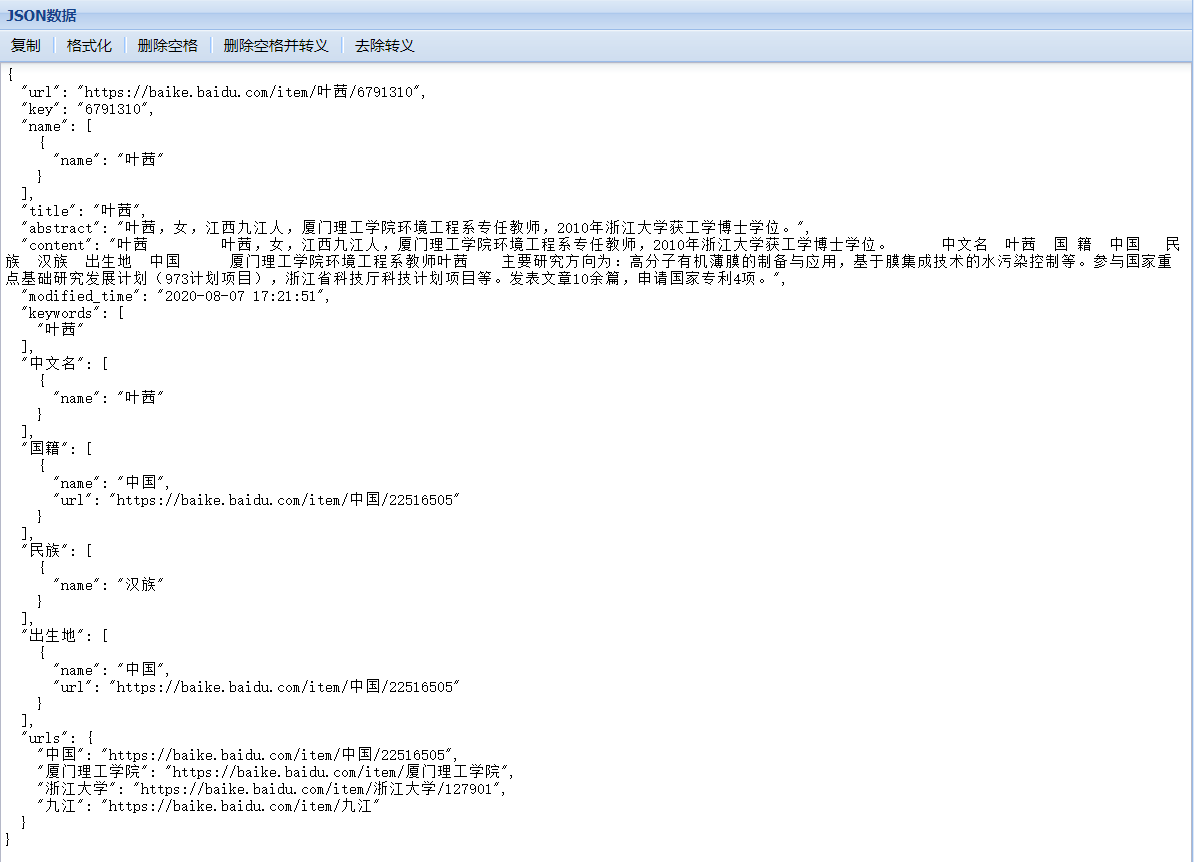 JSON数据
复制 格式化 删除空格 删除空格并转义 去除转义
{
  "url": "https://baike.baidu.com/item/叶茜/6791310",
  "key": "6791310",
  "name": [
    {
      "name": "叶茜"
    }
  ],
  "title": "叶茜",
  "abstract": "叶茜，女，江西九江人，厦门理工学院环境工程系专任教师，2010年浙江大学获工学博士学位。",
  "content": "叶茜         叶茜，女，江西九江人，厦门理工学院环境工程系专任教师，2010年浙江大学获工学博士学位。      中文名  叶茜  国 籍  中国   民
族  汉族  出生地  中国      厦门理工学院环境工程系教师叶茜    主要研究方向为：高分子有机薄膜的制备与应用，基于膜集成技术的水污染控制等。参与国家重
点基础研究发展计划（973计划项目），浙江省科技厅科技计划项目等。发表文章10余篇，申请国家专利4项。",
  "modified_time": "2020-08-07 17:21:51",
  "keywords": [
    "叶茜"
  ],
  "中文名": [
    {
      "name": "叶茜"
    }
  ],
  "国籍": [
    {
      "name": "中国",
      "url": "https://baike.baidu.com/item/中国/22516505"
    }
  ],
  "民族": [
    {
      "name": "汉族"
    }
  ],
  "出生地": [
    {
      "name": "中国",
      "url": "https://baike.baidu.com/item/中国/22516505"
    }
  ],
  "urls": {
    "中国": "https://baike.baidu.com/item/中国/22516505",
    "厦门理工学院": "https://baike.baidu.com/item/厦门理工学院",
    "浙江大学": "https://baike.baidu.com/item/浙江大学/127901",
    "九江": "https://baike.baidu.com/item/九江"
  }
}